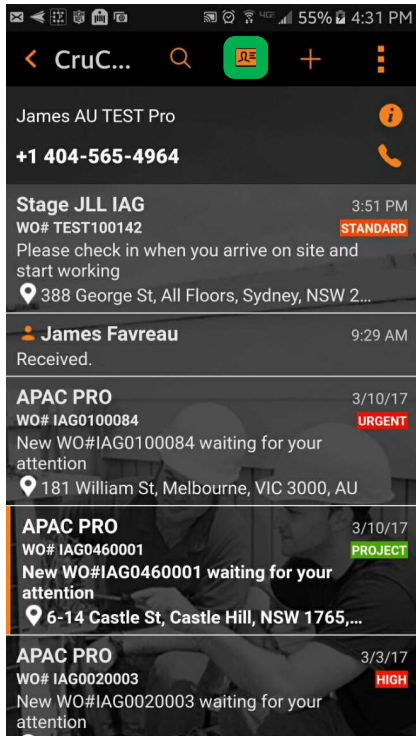 4G LTE 55% 4:31 PM
CruC...
James AU TEST Pro
+1 404-565-4964
Stage JLL IAG 3:51 PM
WO# TEST100142 STANDARD
Please check in when you arrive on site and
start working
388 George St, All Floors, Sydney, NSW 2...
James Favreau 9:29 AM
Received.
APAC PRO 3/10/17
WO# IAG0100084 URGENT
New WO#IAG0100084 waiting for your
attention
181 William St, Melbourne, VIC 3000, AU
APAC PRO 3/10/17
WO# IAG0460001 PROJECT
New WO#IAG0460001 waiting for your
attention
6-14 Castle St, Castle Hill, NSW 1765,...
APAC PRO 3/3/17
WO# IAG0020003 HIGH
New WO#IAG0020003 waiting for your
attention